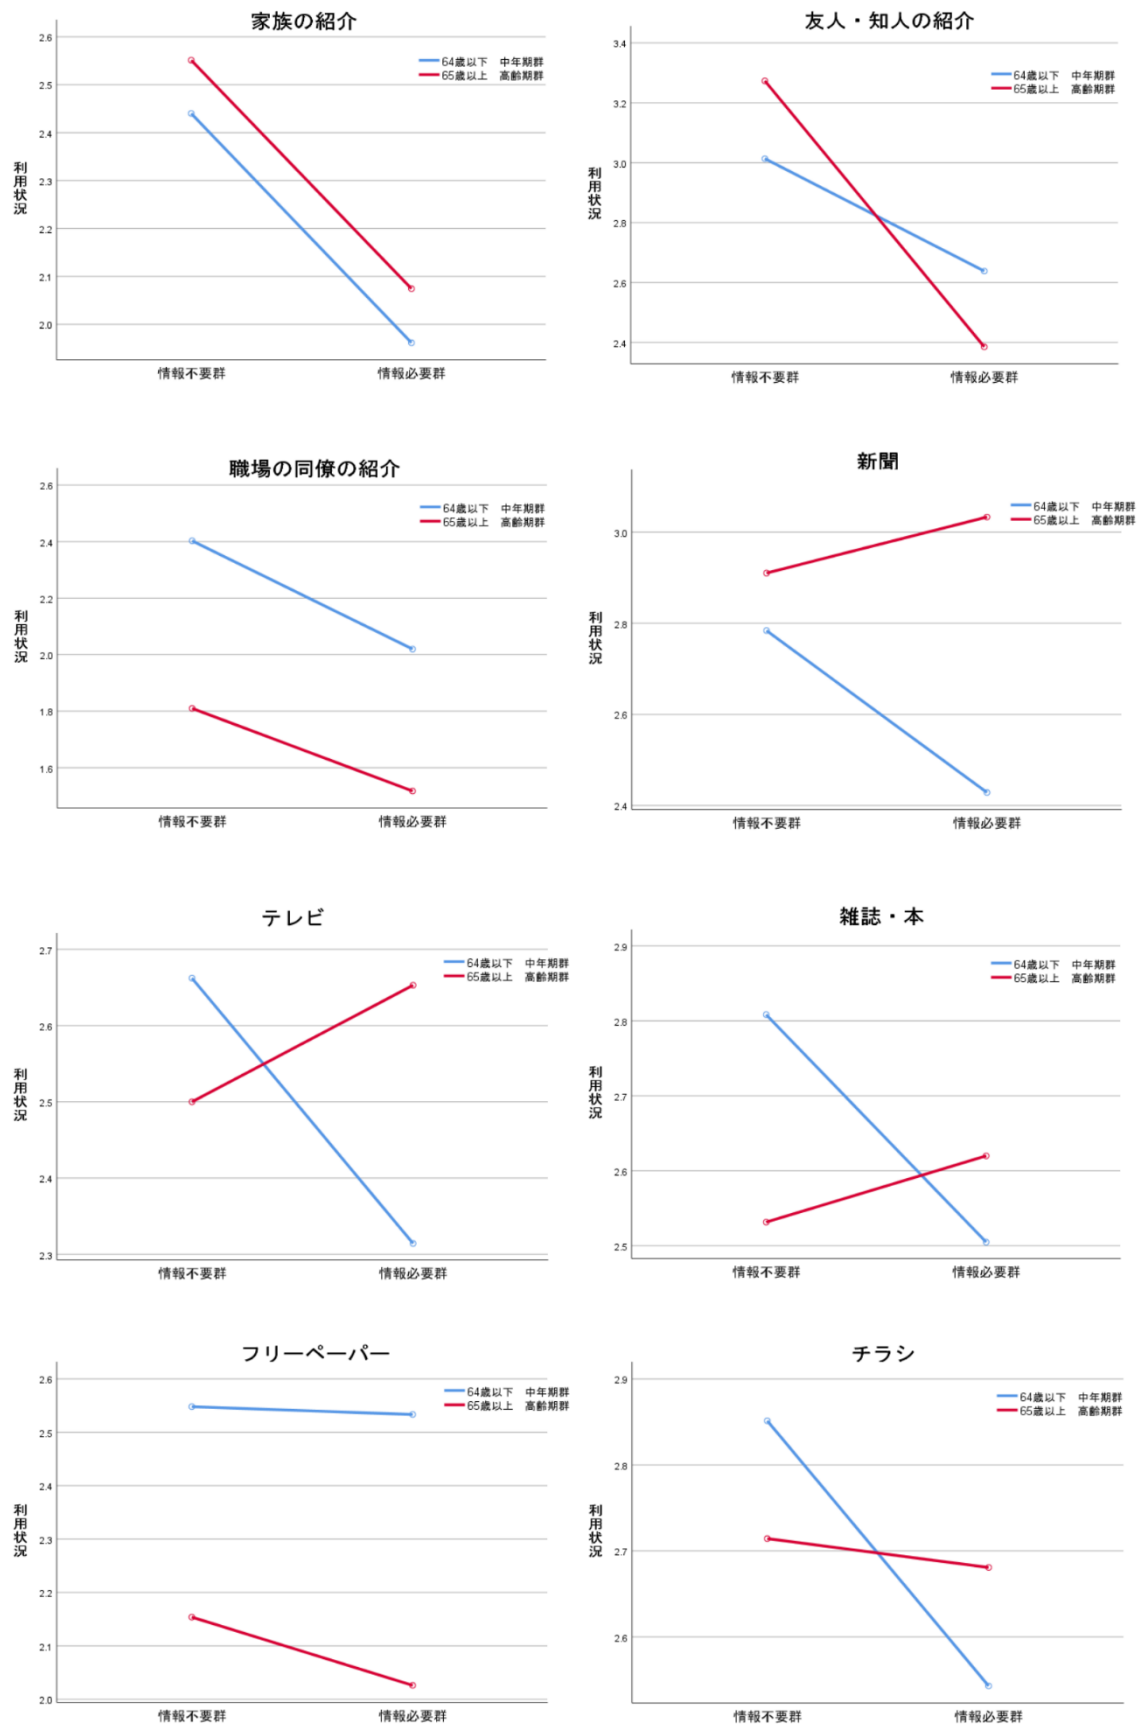 家族の紹介
2.6
2.5
2.4
2.3
2.2
2.1
2.0
利用状況
64歳以下 中年期群
65歳以上 高齢期群
情報不要群
情報必要群
友人・知人の紹介
3.4
3.2
3.0
2.8
2.6
2.4
利用状況
64歳以下 中年期群
65歳以上 高齢期群
情報不要群
情報必要群
職場の同僚の紹介
2.6
2.4
2.2
2.0
1.8
1.6
利用状況
64歳以下 中年期群
65歳以上 高齢期群
情報不要群
情報必要群
新聞
3.0
2.8
2.6
2.4
利用状況
64歳以下 中年期群
65歳以上 高齢期群
情報不要群
情報必要群
テレビ
2.7
2.6
2.5
2.4
2.3
利用状況
64歳以下 中年期群
65歳以上 高齢期群
情報不要群
情報必要群
雑誌・本
2.9
2.8
2.7
2.6
2.5
利用状況
64歳以下 中年期群
65歳以上 高齢期群
情報不要群
情報必要群
フリーペーパー
2.6
2.5
2.4
2.3
2.2
2.1
2.0
利用状況
64歳以下 中年期群
65歳以上 高齢期群
情報不要群
情報必要群
チラシ
2.9
2.8
2.7
2.6
利用状況
64歳以下 中年期群
65歳以上 高齢期群
情報不要群
情報必要群